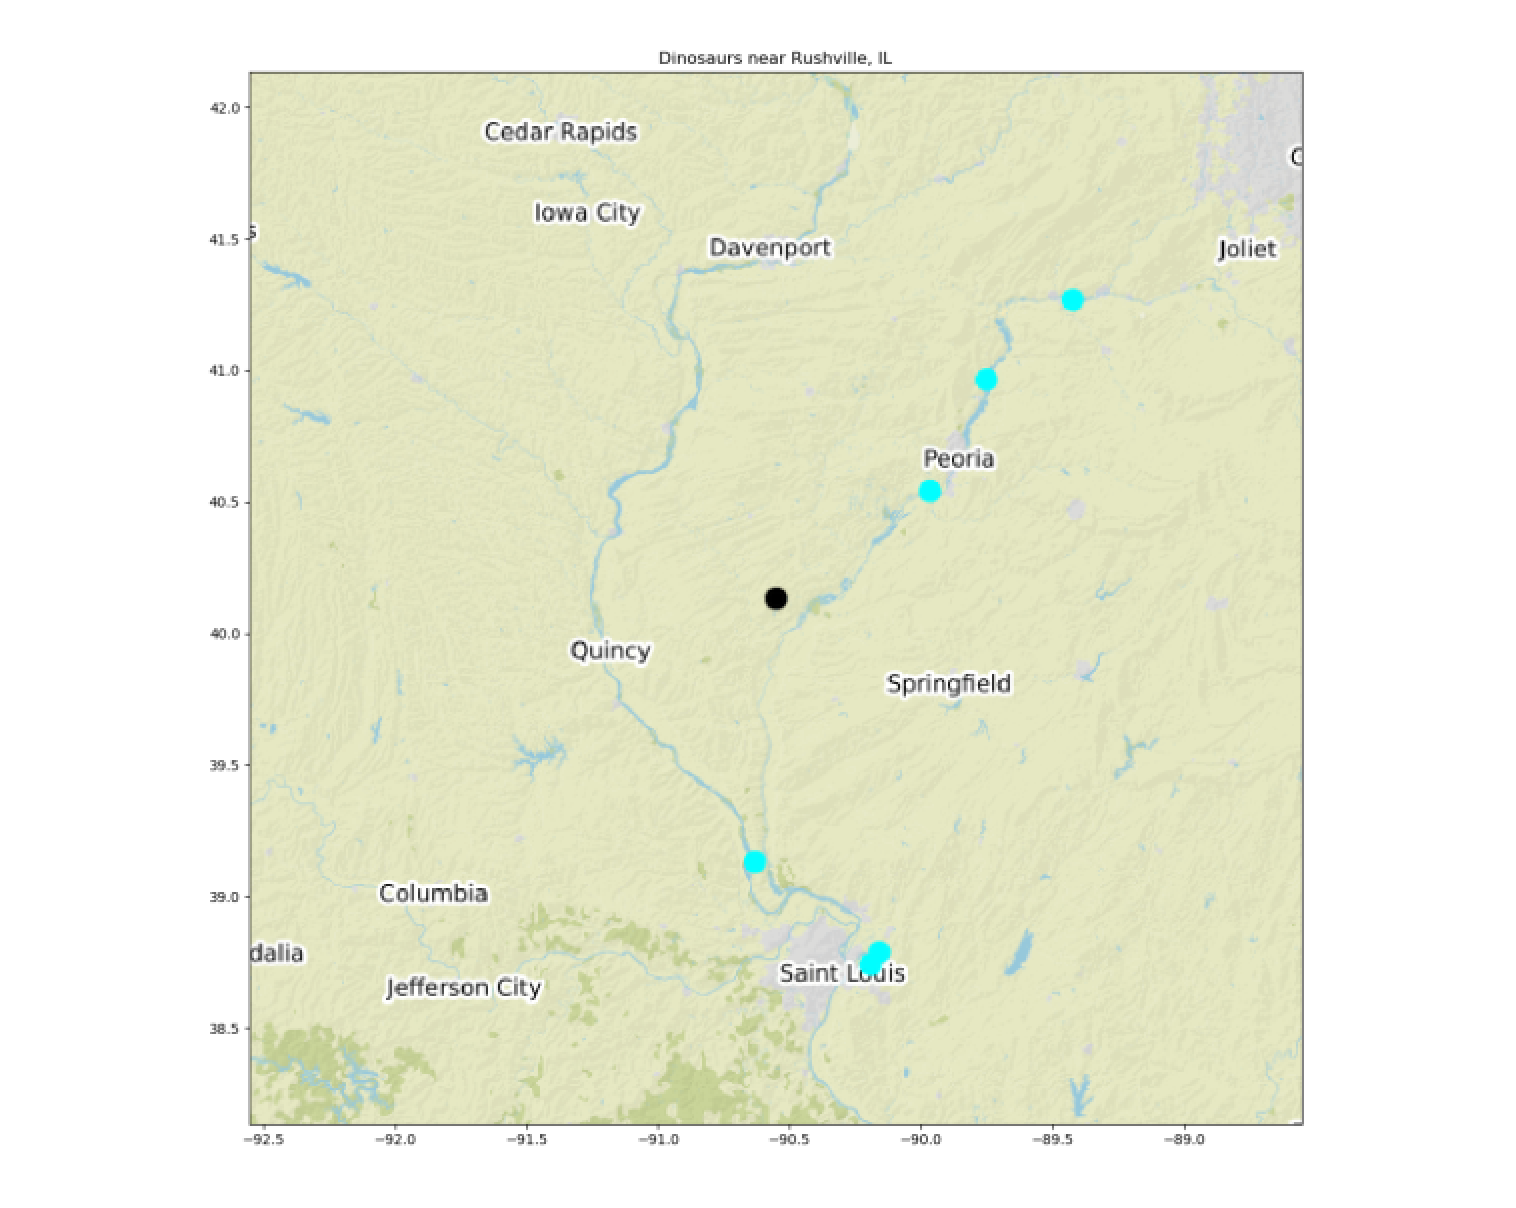 Dinosaurs near Rushville, IL
42.0
Cedar Rapids
C
Iowa City
41.5
s
Davenport
Joliet
41.0
Peoria
40.5
40.0
Quincy
Springfield
39.5
39.0
Columbia
dalia
Saint Louis
Jefferson City
38.5
−92.5 −92.0 −91.5 −91.0 −90.5 −90.0 −89.5 −89.0